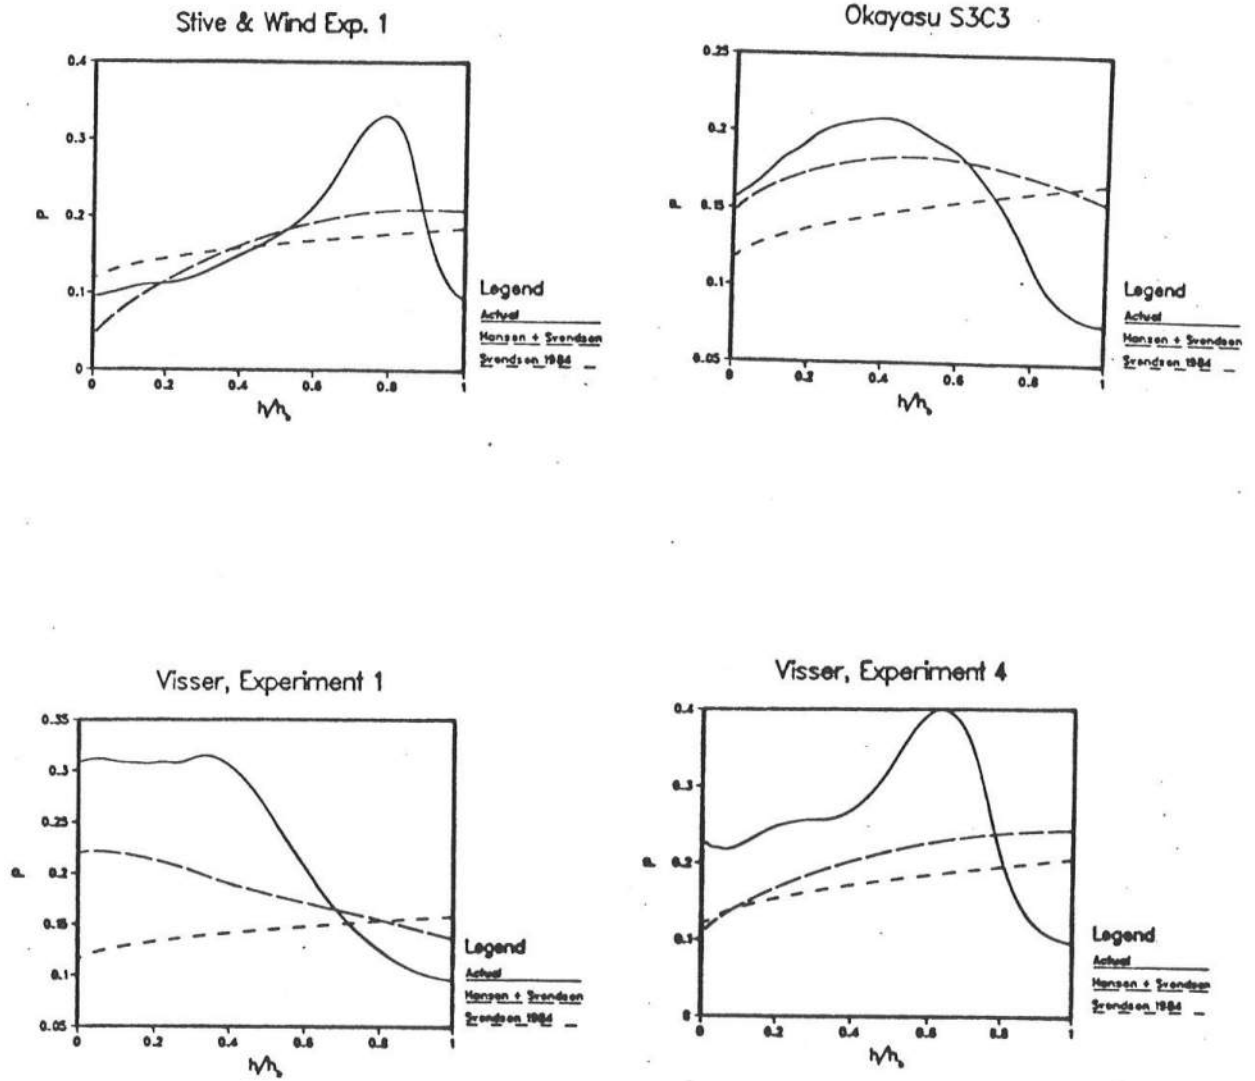 Stive & Wind Exp. 1
0.4
0.3
0.2
0.1
0
P
0
0.2
0.4
0.6
0.8
1
h/h_b
Legend
Actual
Hansen + Svendsen
Svendsen 1984
Okayasu S3C3
0.25
0.2
0.15
0.1
0.05
P
0
0.2
0.4
0.6
0.8
1
h/h_b
Legend
Actual
Hansen + Svendsen
Svendsen 1984
Visser, Experiment 1
0.35
0.3
0.25
0.2
0.15
0.1
0.05
P
0
0.2
0.4
0.6
0.8
1
h/h_b
Legend
Actual
Hansen + Svendsen
Svendsen 1984
Visser, Experiment 4
0.4
0.3
0.2
0.1
0
P
0
0.2
0.4
0.6
0.8
1
h/h_b
Legend
Actual
Hansen + Svendsen
Svendsen 1984